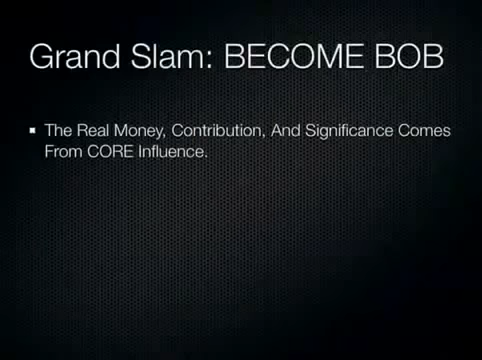 Grand Slam: BECOME BOB
The Real Money, Contribution, And Significance Comes
From CORE Influence.